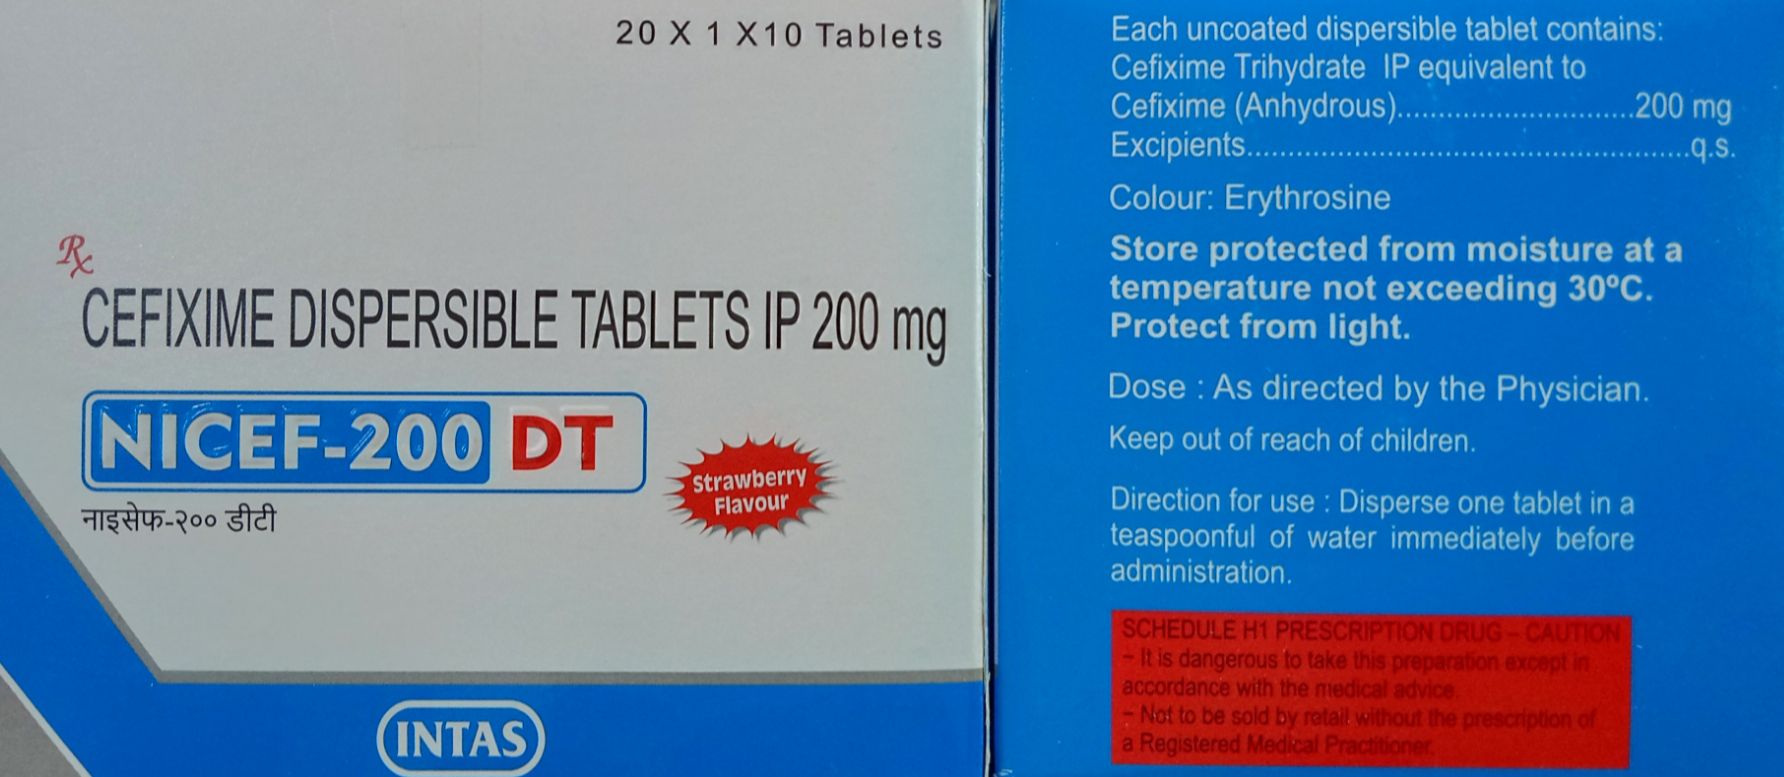 20 X 1 X10 Tablets
Rx
CEFIXIME DISPERSIBLE TABLETS IP 200 mg
NICEF-200 DT
नाइसेफ-२०० डीटी
Strawberry
Flavour
INTAS
Each uncoated dispersible tablet contains:
Cefixime Trihydrate IP equivalent to
Cefixime (Anhydrous)............................200 mg
Excipients.....................................................q.s.
Colour: Erythrosine
Store protected from moisture at a
temperature not exceeding 30ºC.
Protect from light.
Dose : As directed by the Physician.
Keep out of reach of children.
Direction for use : Disperse one tablet in a
teaspoonful of water immediately before
administration.
SCHEDULE H1 PRESCRIPTION DRUG – CAUTION
– It is dangerous to take this preparation except in
accordance with the medical advice.
– Not to be sold by retail without the prescription of
a Registered Medical Practitioner.